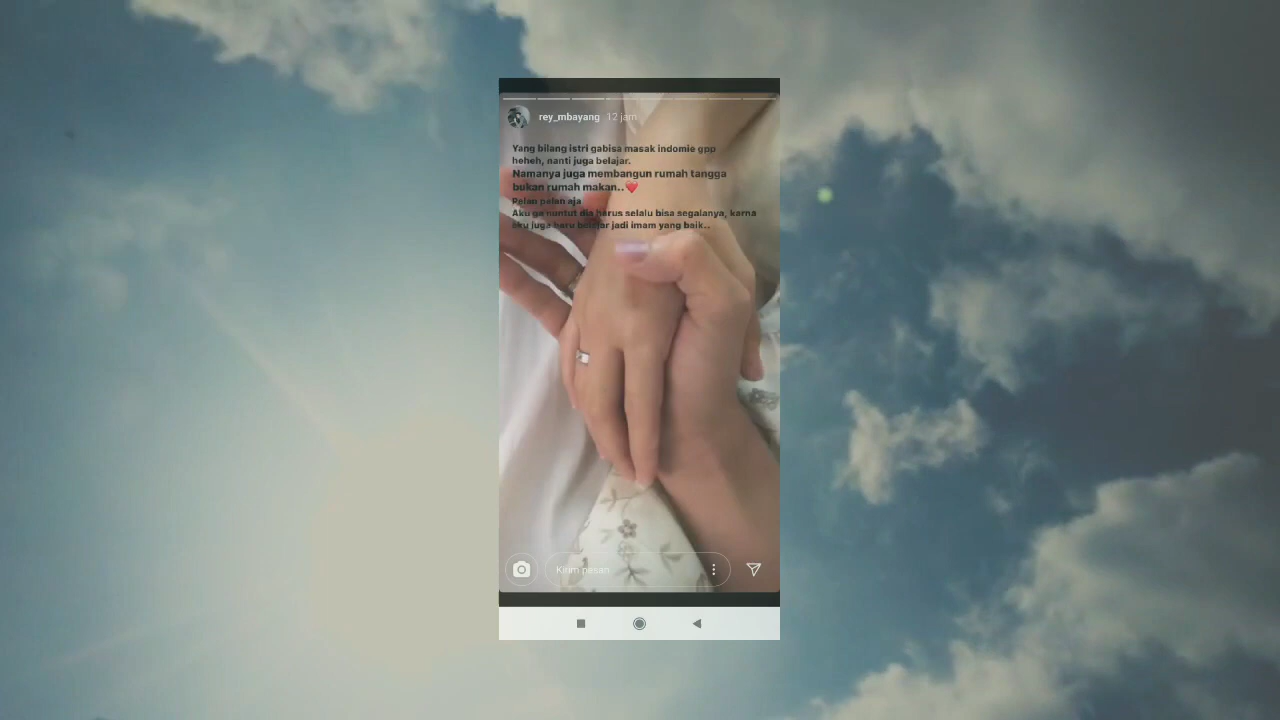 rey_mbayang 12 jam
Yang bilang istri gabisa masak indomie gpp
heheh, nanti juga belajar.
Namanya juga membangun rumah tangga
bukan rumah makan..❤️
Pelan pelan aja
Aku ga nuntut dia harus selalu bisa segalanya, karna
aku juga baru belajar jadi imam yang baik..
Kirim pesan